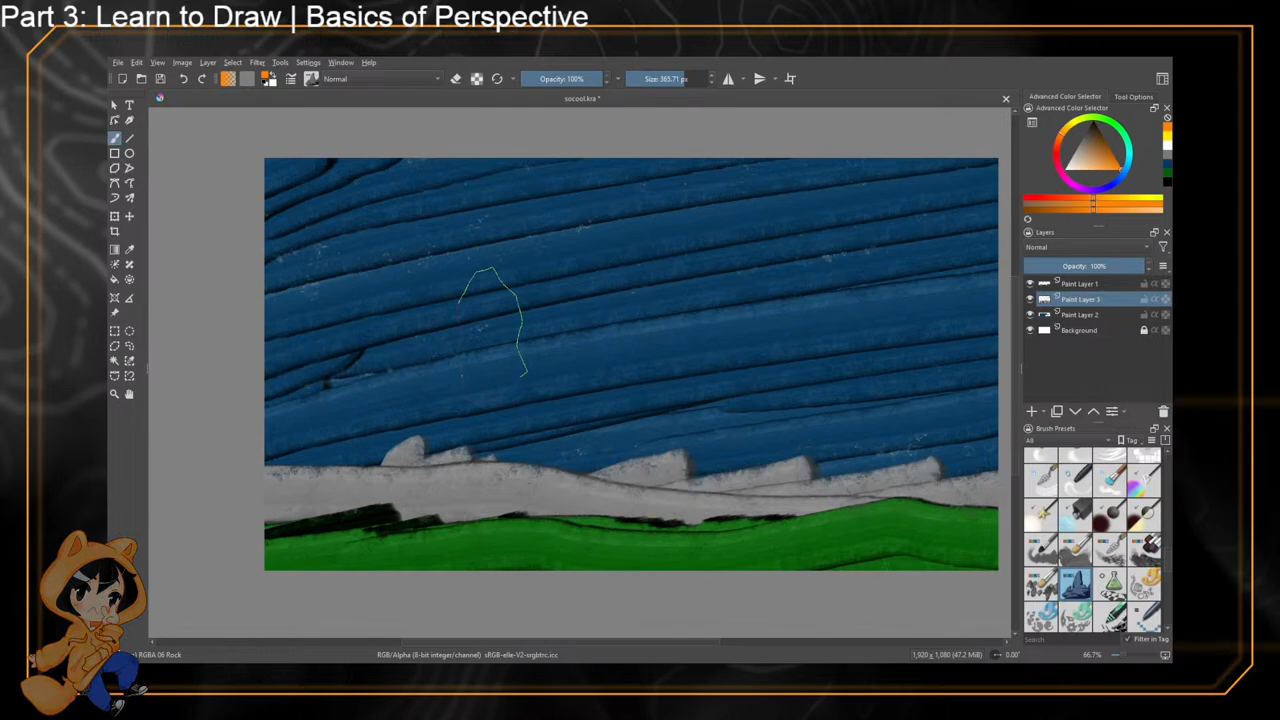 Part 3: Learn to Draw | Basics of Perspective
File Edit View Image Layer Select Filter Tools Settings Window Help
Normal
Opacity: 100%
Size: 365.71 px
socool.kra *
Advanced Color Selector
Tool Options
Advanced Color Selector
Layers
Normal
Opacity: 100%
Paint Layer 1
Paint Layer 3
Paint Layer 2
Background
Brush Presets
All
Tag
Search
Filter in Tag
RGBA 06 Rock
RGB/Alpha (8-bit integer/channel) sRGB-elle-V2-srgbtrc.icc
1,920 x 1,080 (47.2 MiB)
0.00°
66.7%